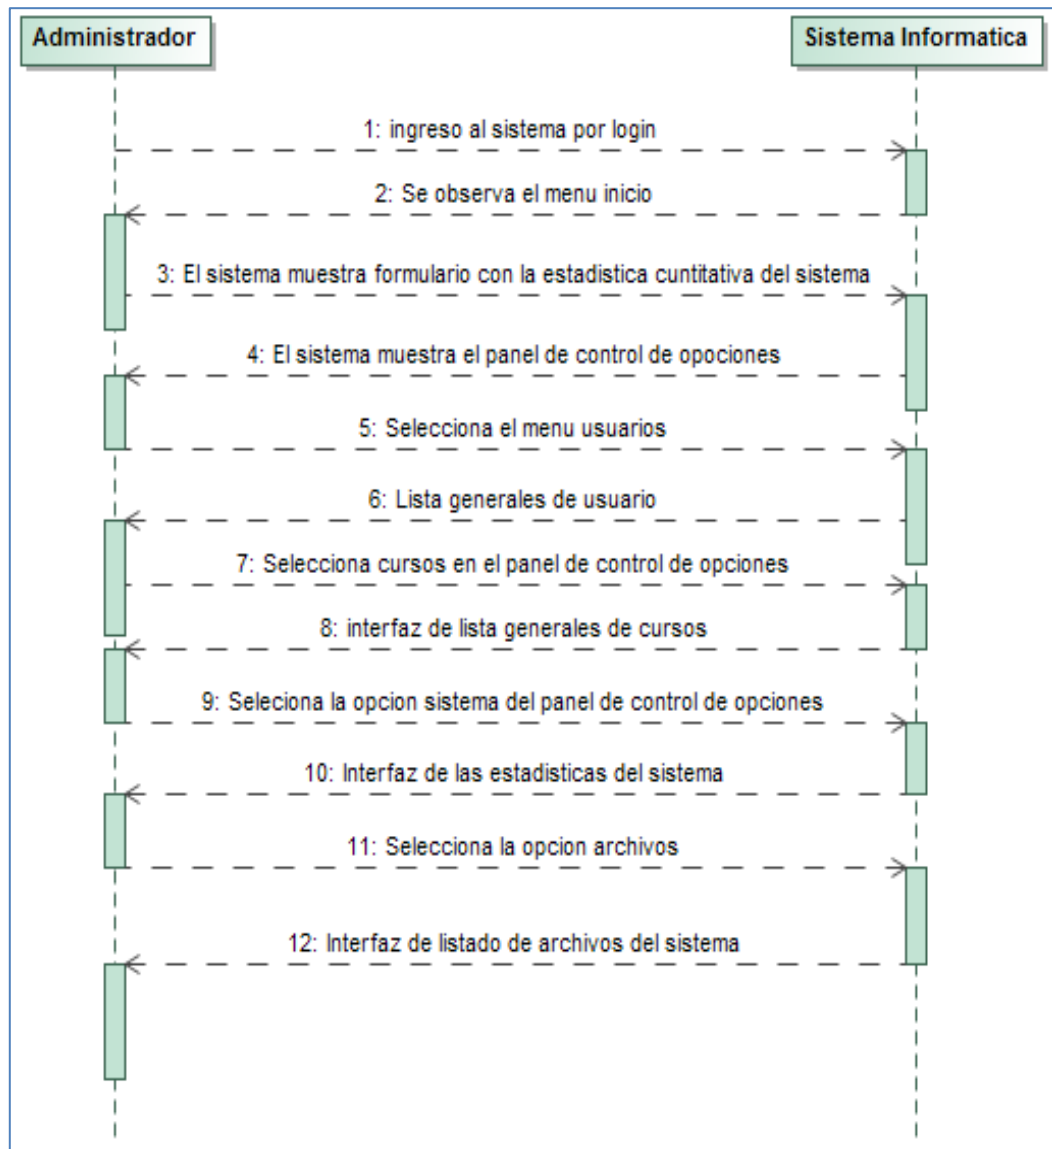 Administrador
Sistema Informatica
1: ingreso al sistema por login
2: Se observa el menu inicio
3: El sistema muestra formulario con la estadistica cuntitativa del sistema
4: El sistema muestra el panel de control de opociones
5: Selecciona el menu usuarios
6: Lista generales de usuario
7: Selecciona cursos en el panel de control de opciones
8: interfaz de lista generales de cursos
9: Seleciona la opcion sistema del panel de control de opciones
10: Interfaz de las estadisticas del sistema
11: Selecciona la opcion archivos
12: Interfaz de listado de archivos del sistema